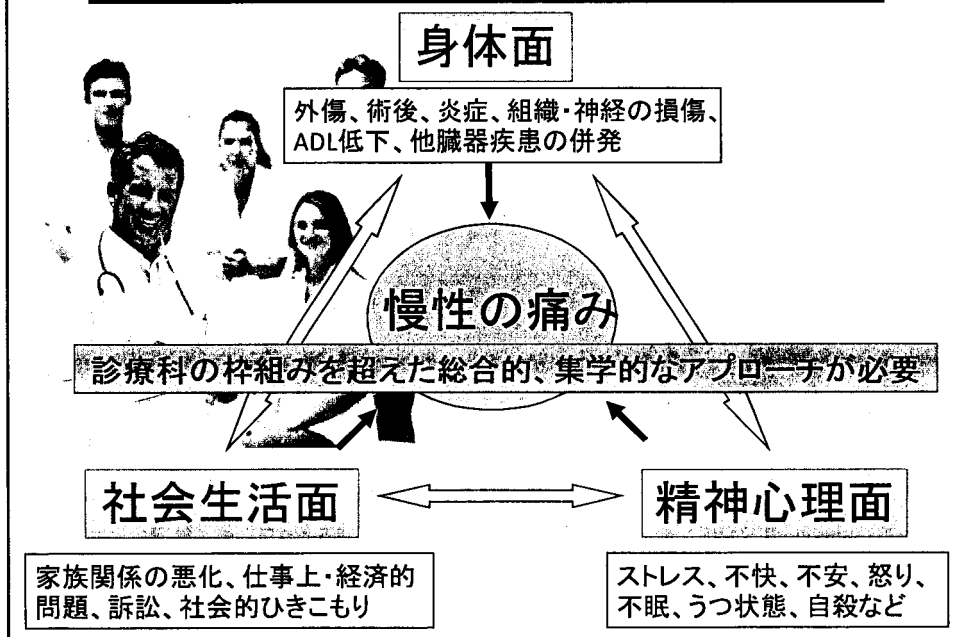 身体面
外傷、術後、炎症、組織・神経の損傷、
ADL低下、他臓器疾患の併発
慢性の痛み
診療科の枠組みを超えた総合的、集学的なアプローチが必要
社会生活面
精神心理面
家族関係の悪化、仕事上・経済的
問題、訴訟、社会的ひきこもり
ストレス、不快、不安、怒り、
不眠、うつ状態、自殺など